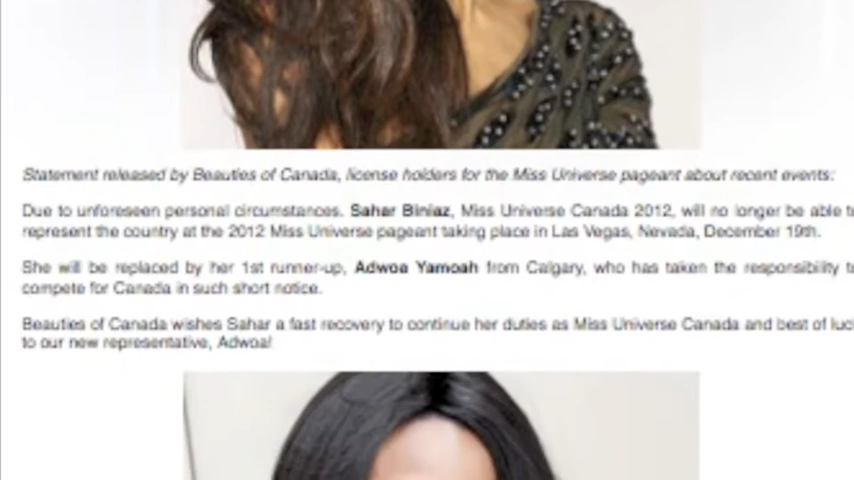 Statement released by Beauties of Canada, license holders for the Miss Universe pageant about recent events:
Due to unforeseen personal circumstances. Sahar Biniaz, Miss Universe Canada 2012, will no longer be able
represent the country at the 2012 Miss Universe pageant taking place in Las Vegas, Nevada, December 19th.
She will be replaced by her 1st runner-up, Adwoa Yamoah from Calgary, who has taken the responsibility
compete for Canada in such short notice.
Beauties of Canada wishes Sahar a fast recovery to continue her duties as Miss Universe Canada and best of
to our new representative, Adwoa!